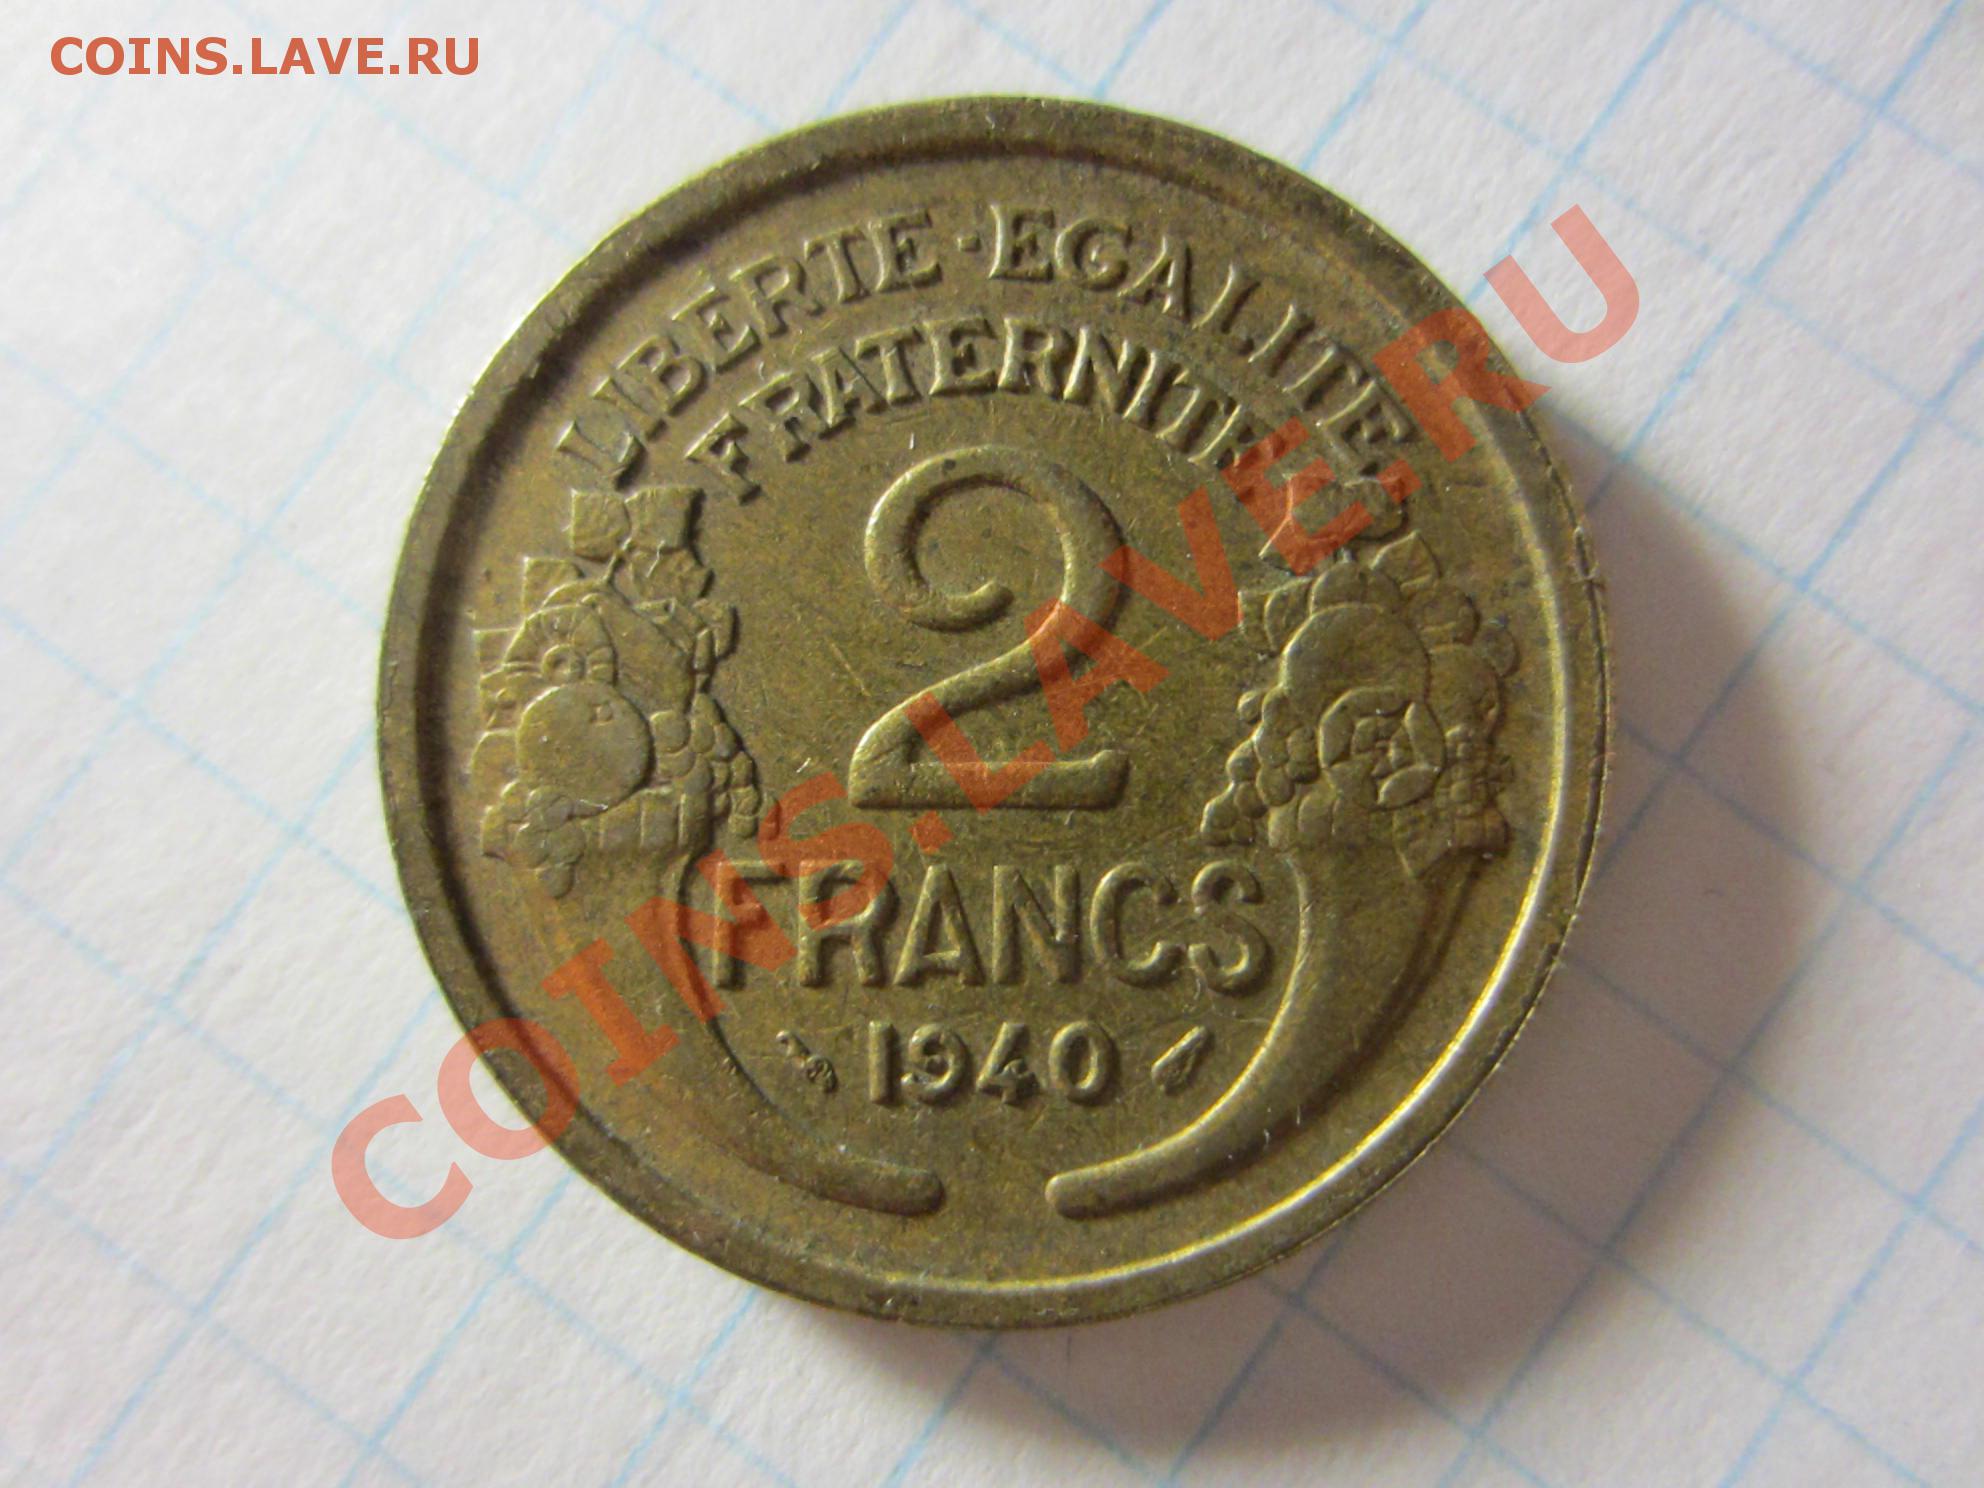 COINS.LAVE.RU
LIBERTE·EGALITE
FRATERNITE
2
FRANCS
1940
COINS.LAVE.RU